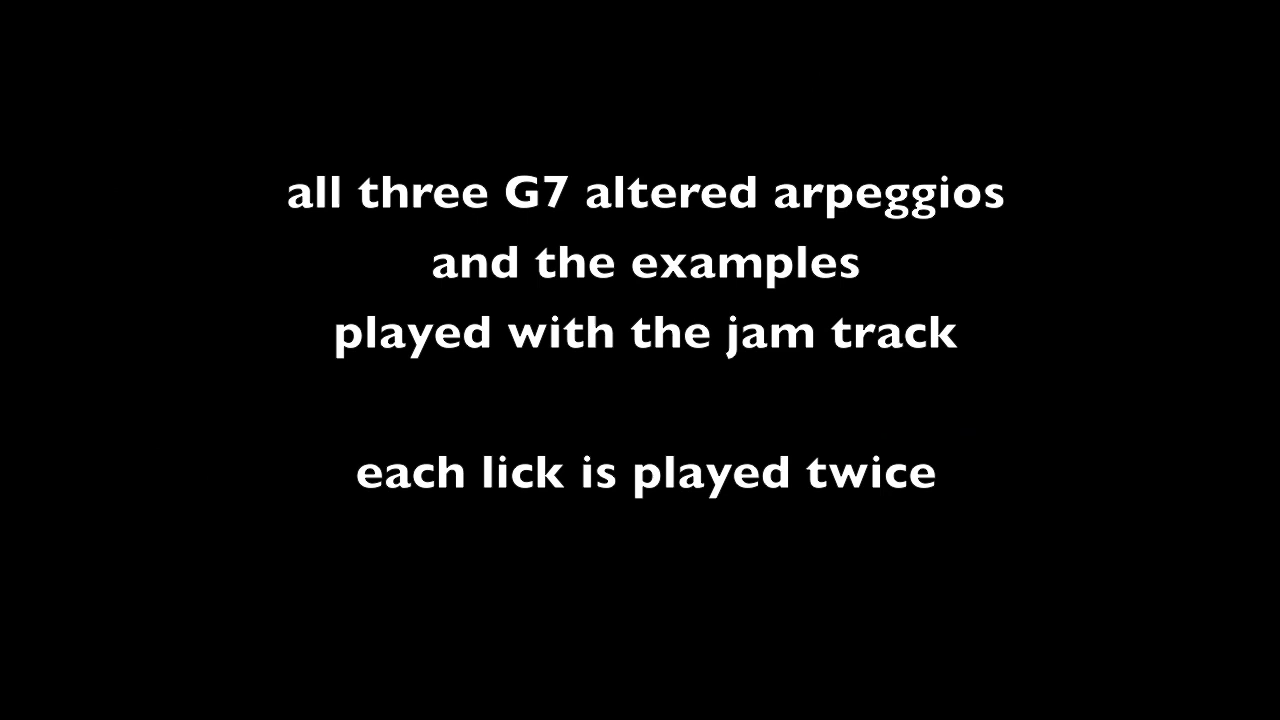 all three G7 altered arpeggios
and the examples
played with the jam track
each lick is played twice